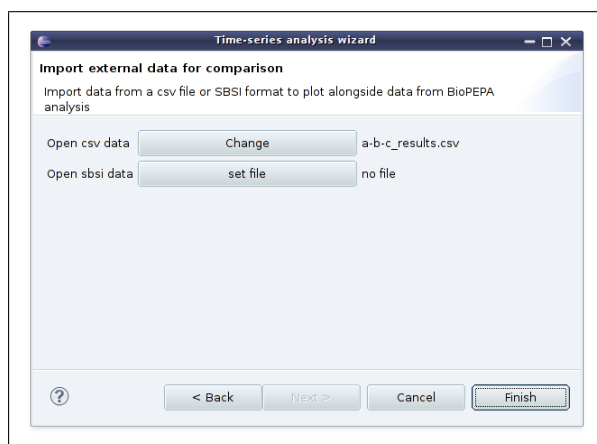 Time-series analysis wizard
Import external data for comparison
Import data from a csv file or SBSI format to plot alongside data from BioPEPA
analysis
Open csv data Change a-b-c_results.csv
Open sbsi data set file no file
? < Back Next > Cancel Finish